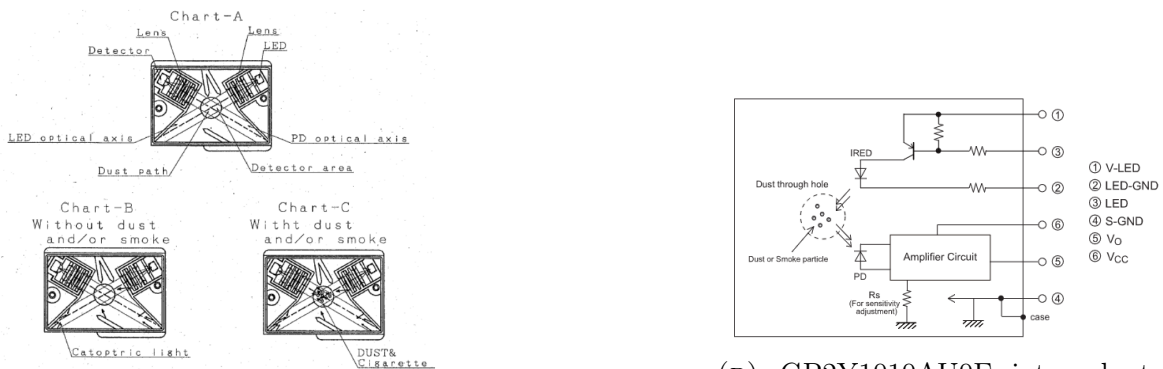 Chart-A
Lens
Lens
Detector
LED
LED optical axis
PD optical axis
Dust path
Detector area
Chart-B
Without dust
and/or smoke
Catoptric light
Chart-C
Witht dust
and/or smoke
DUST&
Cigarette
IRED
Dust through hole
Dust or Smoke particle
PD
Amplifier Circuit
Rs
(For sensitivity
adjustment)
case
①
③
②
⑥
⑤
④
① V-LED
② LED-GND
③ LED
④ S-GND
⑤ VO
⑥ VCC